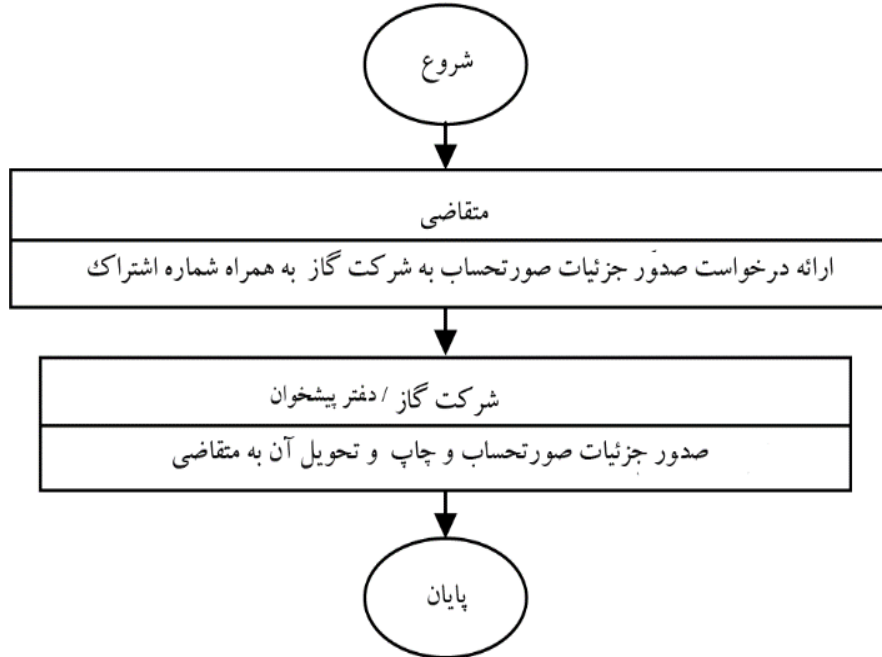 شروع
متقاضی
ارائه درخواست صدور جزئیات صورتحساب به شرکت گاز به همراه شماره اشتراک
شرکت گاز / دفتر پیشخوان
صدور جزئیات صورتحساب و چاپ و تحویل آن به متقاضی
پایان